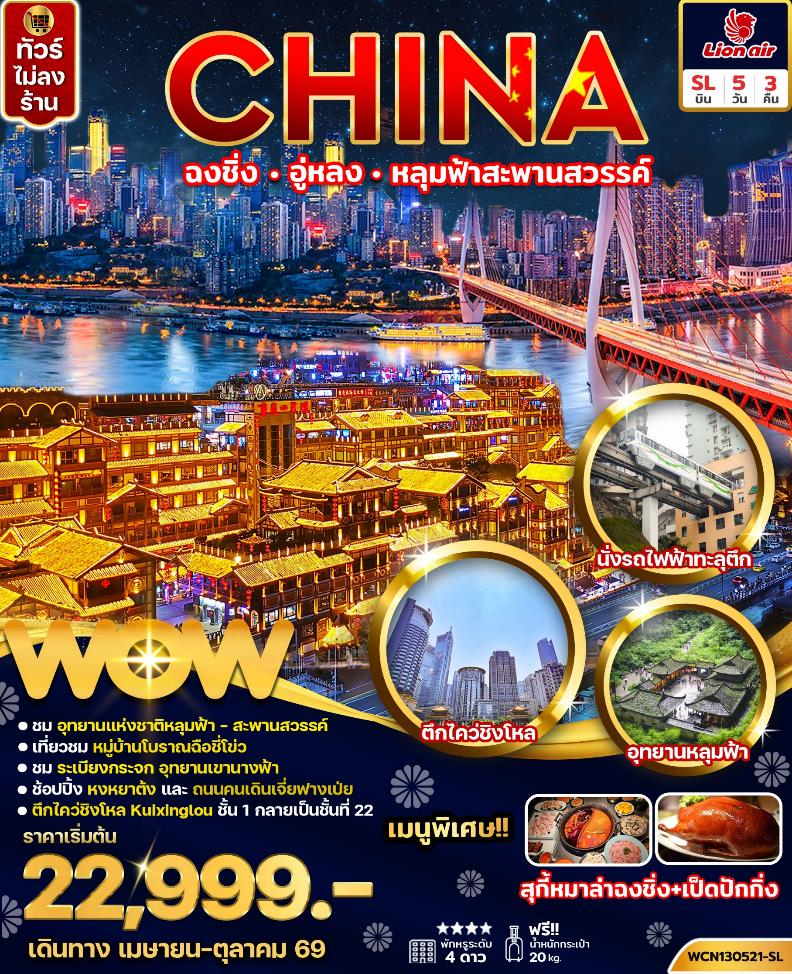 ทัวร์
ไม่ลง
ร้าน
CHINA
Lion air
SL 5 3
บิน วัน คืน
ฉงชิ่ง • อู่หลง • หลุมฟ้าสะพานสวรรค์
นั่งรถไฟฟ้าทะลุตึก
ตึกไคว่ชิงโหล
อุทยานหลุมฟ้า
WOW
• ชม อุทยานแห่งชาติหลุมฟ้า - สะพานสวรรค์
• เที่ยวชม หมู่บ้านโบราณฉือชี่โข่ว
• ชม ระเบียงกระจก อุทยานเขานางฟ้า
• ช้อปปิ้ง หงหยาต้ง และ ถนนคนเดินเจี่ยฟางเป่ย
• ตึกไคว่ชิงโหล Kuixinglou ชั้น 1 กลายเป็นชั้นที่ 22
ราคาเริ่มต้น
22,999.-
เดินทาง เมษายน-ตุลาคม 69
เมนูพิเศษ!!
สุกี้หมาล่าฉงชิ่ง+เป็ดปักกิ่ง
พักหรูระดับ
4 ดาว
ฟรี!!
น้ำหนักกระเป๋า
20 kg.
WCN130521-SL